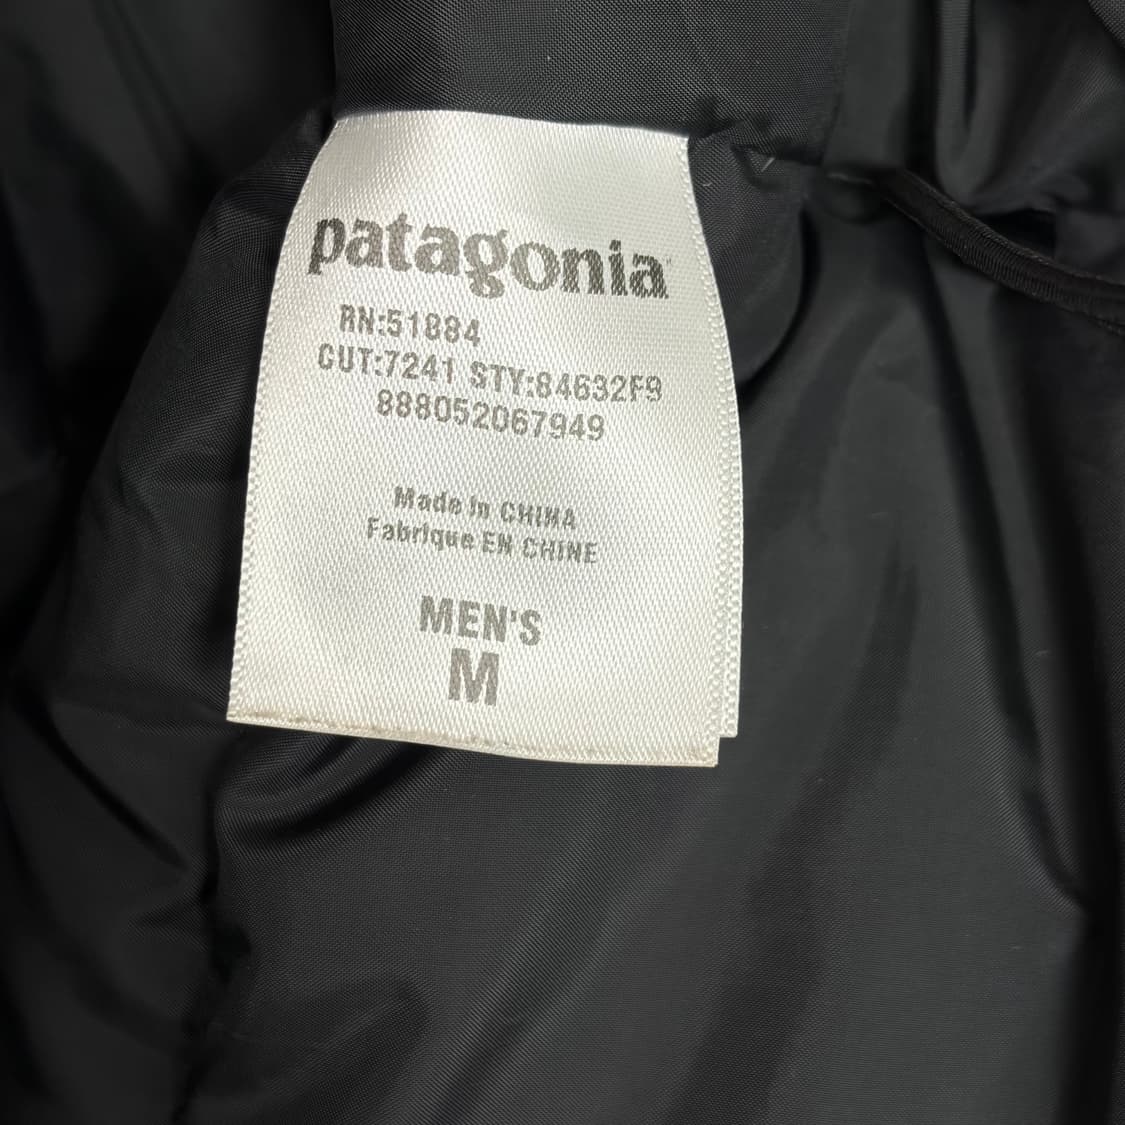 patagonia
RN:51884
CUT:7241 STY:84632F9
888052067949
Made in CHINA
Fabrique EN CHINE
MEN'S
M